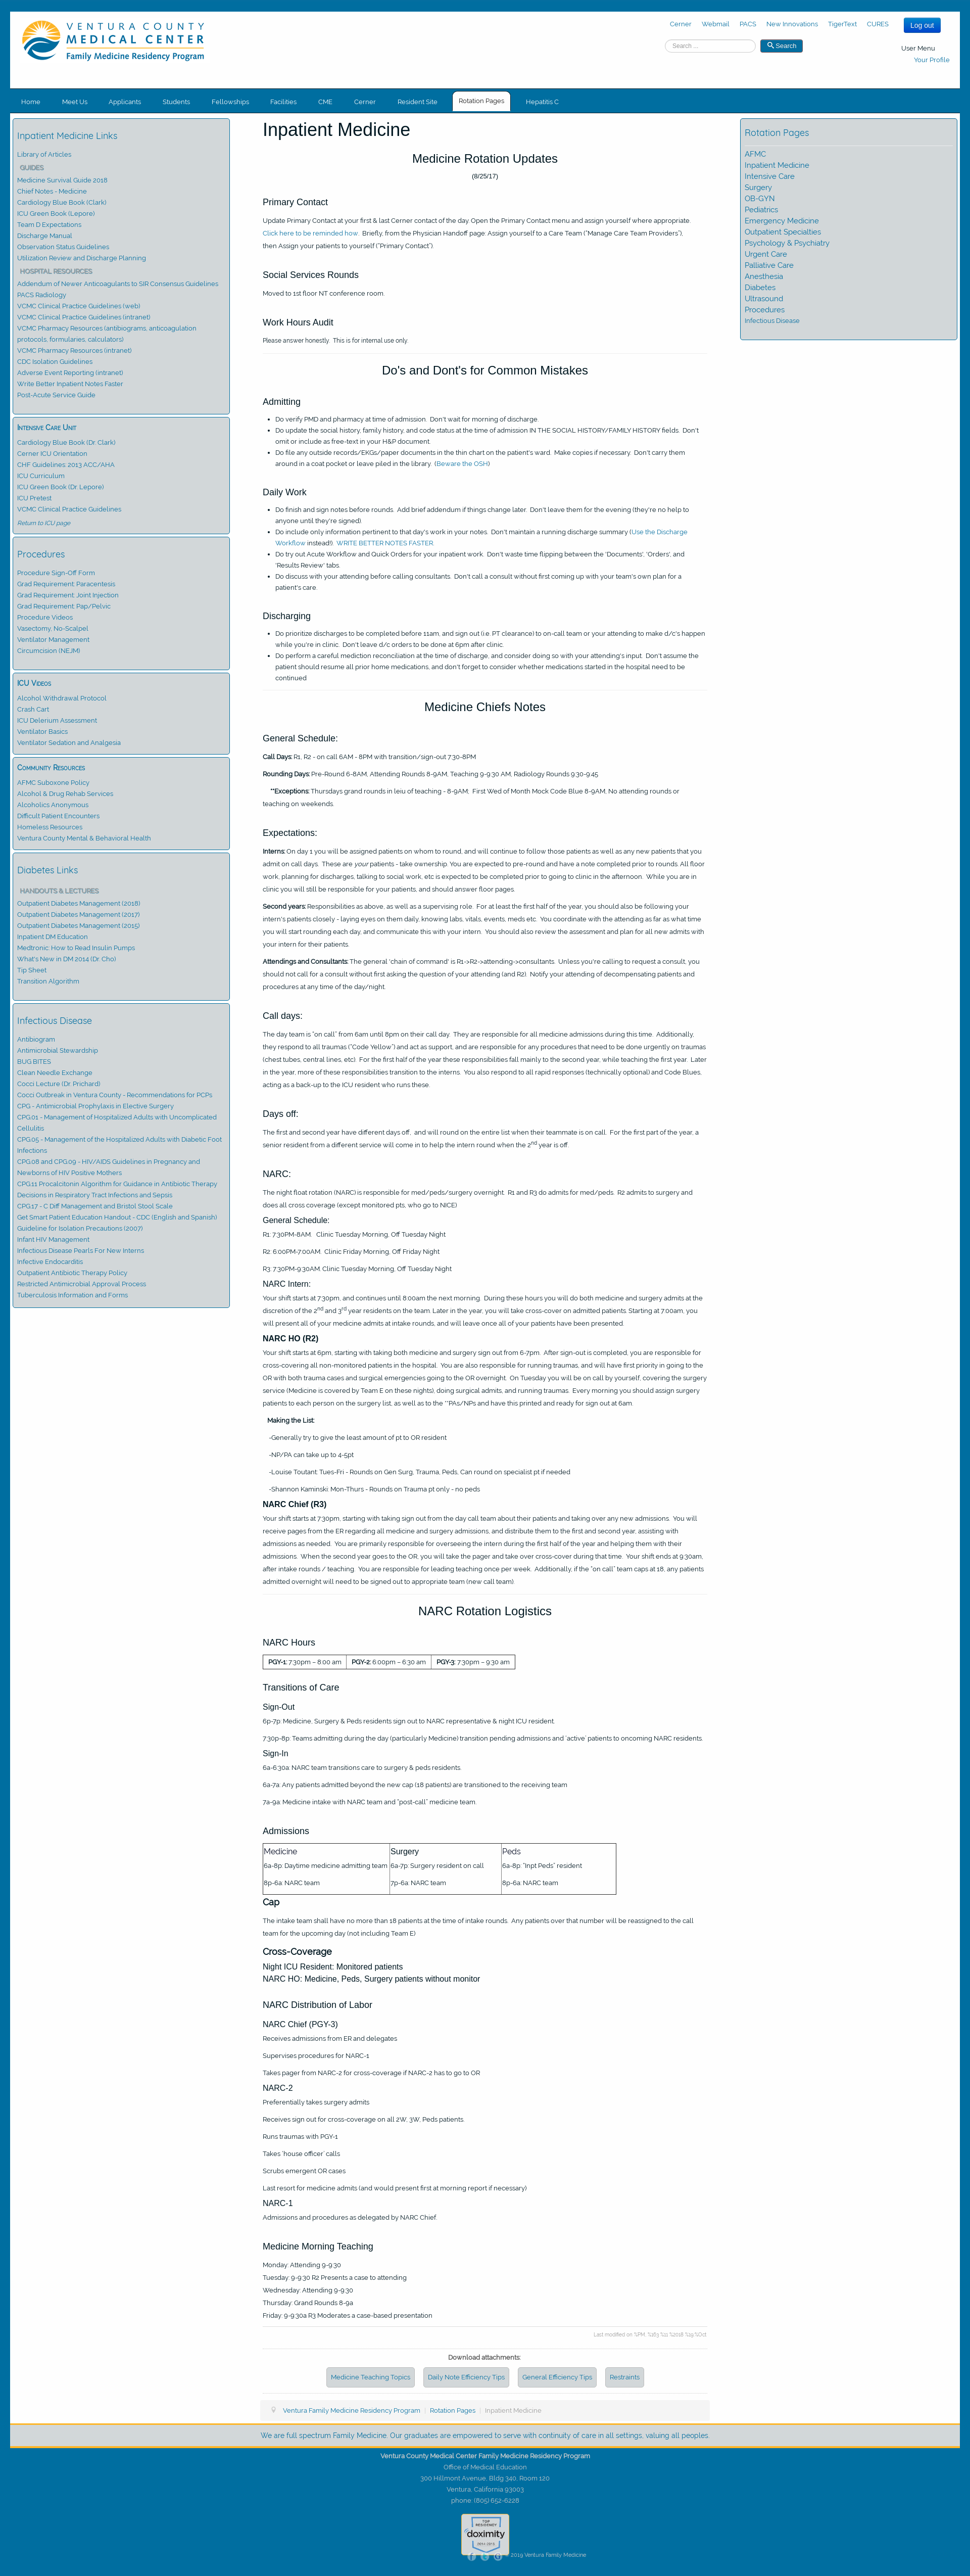 VENTURA COUNTY
MEDICAL CENTER
Family Medicine Residency Program
Cerner Webmail PACS New Innovations TigerText CURES
Log out
Search ...
Search
User Menu
Your Profile
Home Meet Us Applicants Students Fellowships Facilities CME Cerner Resident Site Rotation Pages Hepatitis C
Inpatient Medicine Links
Library of Articles
GUIDES
Medicine Survival Guide 2018
Chief Notes - Medicine
Cardiology Blue Book (Clark)
ICU Green Book (Lepore)
Team D Expectations
Discharge Manual
Observation Status Guidelines
Utilization Review and Discharge Planning
HOSPITAL RESOURCES
Addendum of Newer Anticoagulants to SIR Consensus Guidelines
PACS Radiology
VCMC Clinical Practice Guidelines (web)
VCMC Clinical Practice Guidelines (intranet)
VCMC Pharmacy Resources (antibiograms, anticoagulation
protocols, formularies, calculators)
VCMC Pharmacy Resources (intranet)
CDC Isolation Guidelines
Adverse Event Reporting (intranet)
Write Better Inpatient Notes Faster
Post-Acute Service Guide
Intensive Care Unit
Cardiology Blue Book (Dr. Clark)
Cerner ICU Orientation
CHF Guidelines: 2013 ACC/AHA
ICU Curriculum
ICU Green Book (Dr. Lepore)
ICU Pretest
VCMC Clinical Practice Guidelines
Return to ICU page
Procedures
Procedure Sign-Off Form
Grad Requirement: Paracentesis
Grad Requirement: Joint Injection
Grad Requirement: Pap/Pelvic
Procedure Videos
Vasectomy, No-Scalpel
Ventilator Management
Circumcision (NEJM)
ICU Videos
Alcohol Withdrawal Protocol
Crash Cart
ICU Delerium Assessment
Ventilator Basics
Ventilator Sedation and Analgesia
Community Resources
AFMC Suboxone Policy
Alcohol & Drug Rehab Services
Alcoholics Anonymous
Difficult Patient Encounters
Homeless Resources
Ventura County Mental & Behavioral Health
Diabetes Links
HANDOUTS & LECTURES
Outpatient Diabetes Management (2018)
Outpatient Diabetes Management (2017)
Outpatient Diabetes Management (2015)
Inpatient DM Education
Medtronic: How to Read Insulin Pumps
What's New in DM 2014 (Dr. Cho)
Tip Sheet
Transition Algorithm
Infectious Disease
Antibiogram
Antimicrobial Stewardship
BUG BITES
Clean Needle Exchange
Cocci Lecture (Dr. Prichard)
Cocci Outbreak in Ventura County - Recommendations for PCPs
CPG - Antimicrobial Prophylaxis in Elective Surgery
CPG.01 - Management of Hospitalized Adults with Uncomplicated
Cellulitis
CPG.05 - Management of the Hospitalized Adults with Diabetic Foot
Infections
CPG.08 and CPG.09 - HIV/AIDS Guidelines in Pregnancy and
Newborns of HIV Positive Mothers
CPG.11 Procalcitonin Algorithm for Guidance in Antibiotic Therapy
Decisions in Respiratory Tract Infections and Sepsis
CPG.17 - C Diff Management and Bristol Stool Scale
Get Smart Patient Education Handout - CDC (English and Spanish)
Guideline for Isolation Precautions (2007)
Infant HIV Management
Infectious Disease Pearls For New Interns
Infective Endocarditis
Outpatient Antibiotic Therapy Policy
Restricted Antimicrobial Approval Process
Tuberculosis Information and Forms
Inpatient Medicine
Medicine Rotation Updates
(8/25/17)
Primary Contact
Update Primary Contact at your first & last Cerner contact of the day. Open the Primary Contact menu and assign yourself where appropriate.
Click here to be reminded how. Briefly, from the Physician Handoff page: Assign yourself to a Care Team ("Manage Care Team Providers"),
then Assign your patients to yourself ("Primary Contact")
Social Services Rounds
Moved to 1st floor NT conference room.
Work Hours Audit
Please answer honestly. This is for internal use only
Do's and Dont's for Common Mistakes
Admitting
• Do verify PMD and pharmacy at time of admission. Don't wait for morning of discharge.
• Do update the social history, family history, and code status at the time of admission IN THE SOCIAL HISTORY/FAMILY HISTORY fields. Don't
omit or include as free-text in your H&P document.
• Do file any outside records/EKGs/paper documents in the thin chart on the patient's ward. Make copies if necessary. Don't carry them
around in a coat pocket or leave piled in the library. (Beware the OSH)
Daily Work
• Do finish and sign notes before rounds. Add brief addendum if things change later. Don't leave them for the evening (they're no help to
anyone until they're signed).
• Do include only information pertinent to that day's work in your notes. Don't maintain a running discharge summary (Use the Discharge
Workflow instead!) WRITE BETTER NOTES FASTER
• Do try out Acute Workflow and Quick Orders for your inpatient work. Don't waste time flipping between the 'Documents', 'Orders', and
'Results Review' tabs.
• Do discuss with your attending before calling consultants. Don't call a consult without first coming up with your team's own plan for a
patient's care
Discharging
• Do prioritize discharges to be completed before 11am, and sign out (i.e. PT clearance) to on-call team or your attending to make d/c's happen
while you're in clinic. Don't leave d/c orders to be done at 6pm after clinic.
• Do perform a careful medication reconciliation at the time of discharge, and consider doing so with your attending's input. Don't assume the
patient should resume all prior home medications, and don't forget to consider whether medications started in the hospital need to be
continued
Medicine Chiefs Notes
General Schedule:
Call Days: R1, R2 - on call 6AM - 8PM with transition/sign-out 7:30-8PM
Rounding Days: Pre-Round 6-8AM, Attending Rounds 8-9AM, Teaching 9-9:30 AM, Radiology Rounds 9:30-9:45
**Exceptions: Thursdays grand rounds in leiu of teaching - 8-9AM; First Wed of Month Mock Code Blue 8-9AM; No attending rounds or
teaching on weekends.
Expectations:
Interns: On day 1 you will be assigned patients on whom to round, and will continue to follow those patients as well as any new patients that you
admit on call days. These are your patients - take ownership. You are expected to pre-round and have a note completed prior to rounds. All floor
work, planning for discharges, talking to social work, etc is expected to be completed prior to going to clinic in the afternoon. While you are in
clinic you will still be responsible for your patients, and should answer floor pages.
Second years: Responsibilities as above, as well as a supervising role. For at least the first half of the year, you should also be following your
intern's patients closely - laying eyes on them daily, knowing labs, vitals, events, meds etc. You coordinate with the attending as far as what time
you will start rounding each day, and communicate this with your intern. You should also review the assessment and plan for all new admits with
your intern for their patients.
Attendings and Consultants: The general 'chain of command' is R1->R2->attending->consultants. Unless you're calling to request a consult, you
should not call for a consult without first asking the question of your attending (and R2). Notify your attending of decompensating patients and
procedures at any time of the day/night.
Call days:
The day team is "on call" from 6am until 8pm on their call day. They are responsible for all medicine admissions during this time. Additionally,
they respond to all traumas ("Code Yellow") and act as support, and are responsible for any procedures that need to be done urgently on traumas
(chest tubes, central lines, etc). For the first half of the year these responsibilities fall mainly to the second year, while teaching the first year. Later
in the year, more of these responsibilities transition to the interns. You also respond to all rapid responses (technically optional) and Code Blues,
acting as a back-up to the ICU resident who runs these.
Days off:
The first and second year have different days off, and will round on the entire list when their teammate is on call. For the first part of the year, a
senior resident from a different service will come in to help the intern round when the 2nd year is off.
NARC:
The night float rotation (NARC) is responsible for med/peds/surgery overnight. R1 and R3 do admits for med/peds. R2 admits to surgery and
does all cross coverage (except monitored pts, who go to NICE)
General Schedule:
R1: 7:30PM-8AM. Clinic Tuesday Morning, Off Tuesday Night
R2: 6:00PM-7:00AM. Clinic Friday Morning, Off Friday Night
R3: 7:30PM-9:30AM. Clinic Tuesday Morning, Off Tuesday Night
NARC Intern:
Your shift starts at 7:30pm, and continues until 8:00am the next morning. During these hours you will do both medicine and surgery admits at the
discretion of the 2nd and 3rd year residents on the team. Later in the year, you will take cross-cover on admitted patients. Starting at 7:00am, you
will present all of your medicine admits at intake rounds, and will leave once all of your patients have been presented.
NARC HO (R2)
Your shift starts at 6pm, starting with taking both medicine and surgery sign out from 6-7pm. After sign-out is completed, you are responsible for
cross-covering all non-monitored patients in the hospital. You are also responsible for running traumas, and will have first priority in going to the
OR with both trauma cases and surgical emergencies going to the OR overnight. On Tuesday you will be on call by yourself, covering the surgery
service (Medicine is covered by Team E on these nights), doing surgical admits, and running traumas. Every morning you should assign surgery
patients to each person on the surgery list, as well as to the **PAs/NPs and have this printed and ready for sign out at 6am.
Making the List:
-Generally try to give the least amount of pt to OR resident
-NP/PA can take up to 4-5pt
-Louise Toutant: Tues-Fri - Rounds on Gen Surg, Trauma, Peds, Can round on specialist pt if needed
-Shannon Kaminski: Mon-Thurs - Rounds on Trauma pt only - no peds
NARC Chief (R3)
Your shift starts at 7:30pm, starting with taking sign out from the day call team about their patients and taking over any new admissions. You will
receive pages from the ER regarding all medicine and surgery admissions, and distribute them to the first and second year, assisting with
admissions as needed. You are primarily responsible for overseeing the intern during the first half of the year and helping them with their
admissions. When the second year goes to the OR, you will take the pager and take over cross-cover during that time. Your shift ends at 9:30am,
after intake rounds / teaching. You are responsible for leading teaching once per week. Additionally, if the "on call" team caps at 18, any patients
admitted overnight will need to be signed out to appropriate team (new call team).
NARC Rotation Logistics
NARC Hours
PGY-1: 7:30pm – 8:00 am PGY-2: 6:00pm – 6:30 am PGY-3: 7:30pm – 9:30 am
Transitions of Care
Sign-Out
6p-7p: Medicine, Surgery & Peds residents sign out to NARC representative & night ICU resident.
7:30p-8p: Teams admitting during the day (particularly Medicine) transition pending admissions and 'active' patients to oncoming NARC residents.
Sign-In
6a-6:30a: NARC team transitions care to surgery & peds residents.
6a-7a: Any patients admitted beyond the new cap (18 patients) are transitioned to the receiving team
7a-9a: Medicine intake with NARC team and "post-call" medicine team.
Admissions
Medicine Surgery Peds
6a-8p: Daytime medicine admitting team 6a-7p: Surgery resident on call 6a-8p: "Inpt Peds" resident
8p-6a: NARC team 7p-6a: NARC team 8p-6a: NARC team
Cap
The intake team shall have no more than 18 patients at the time of intake rounds. Any patients over that number will be reassigned to the call
team for the upcoming day (not including Team E)
Cross-Coverage
Night ICU Resident: Monitored patients
NARC HO: Medicine, Peds, Surgery patients without monitor
NARC Distribution of Labor
NARC Chief (PGY-3)
Receives admissions from ER and delegates
Supervises procedures for NARC-1
Takes pager from NARC-2 for cross-coverage if NARC-2 has to go to OR
NARC-2
Preferentially takes surgery admits
Receives sign out for cross-coverage on all 2W, 3W, Peds patients
Runs traumas with PGY-1
Takes 'house officer' calls
Scrubs emergent OR cases
Last resort for medicine admits (and would present first at morning report if necessary)
NARC-1
Admissions and procedures as delegated by NARC Chief.
Medicine Morning Teaching
Monday: Attending 9-9:30
Tuesday: 9-9:30 R2 Presents a case to attending
Wednesday: Attending 9-9:30
Thursday: Grand Rounds 8-9a
Friday: 9-9:30a R3 Moderates a case-based presentation
Download attachments:
Medicine Teaching Topics Daily Note Efficiency Tips General Efficiency Tips Restraints
Ventura Family Medicine Residency Program | Rotation Pages | Inpatient Medicine
Rotation Pages
AFMC
Inpatient Medicine
Intensive Care
Surgery
OB-GYN
Pediatrics
Emergency Medicine
Outpatient Specialties
Psychology & Psychiatry
Urgent Care
Palliative Care
Anesthesia
Diabetes
Ultrasound
Procedures
Infectious Disease
We are full spectrum Family Medicine. Our graduates are empowered to serve with continuity of care in all settings, valuing all peoples.
Ventura County Medical Center Family Medicine Residency Program
Office of Medical Education
300 Hillmont Avenue, Bldg 340, Room 120
Ventura, California 93003
phone: (805) 652-6228
TOP
RESIDENCY
doximity
2019 Ventura Family Medicine